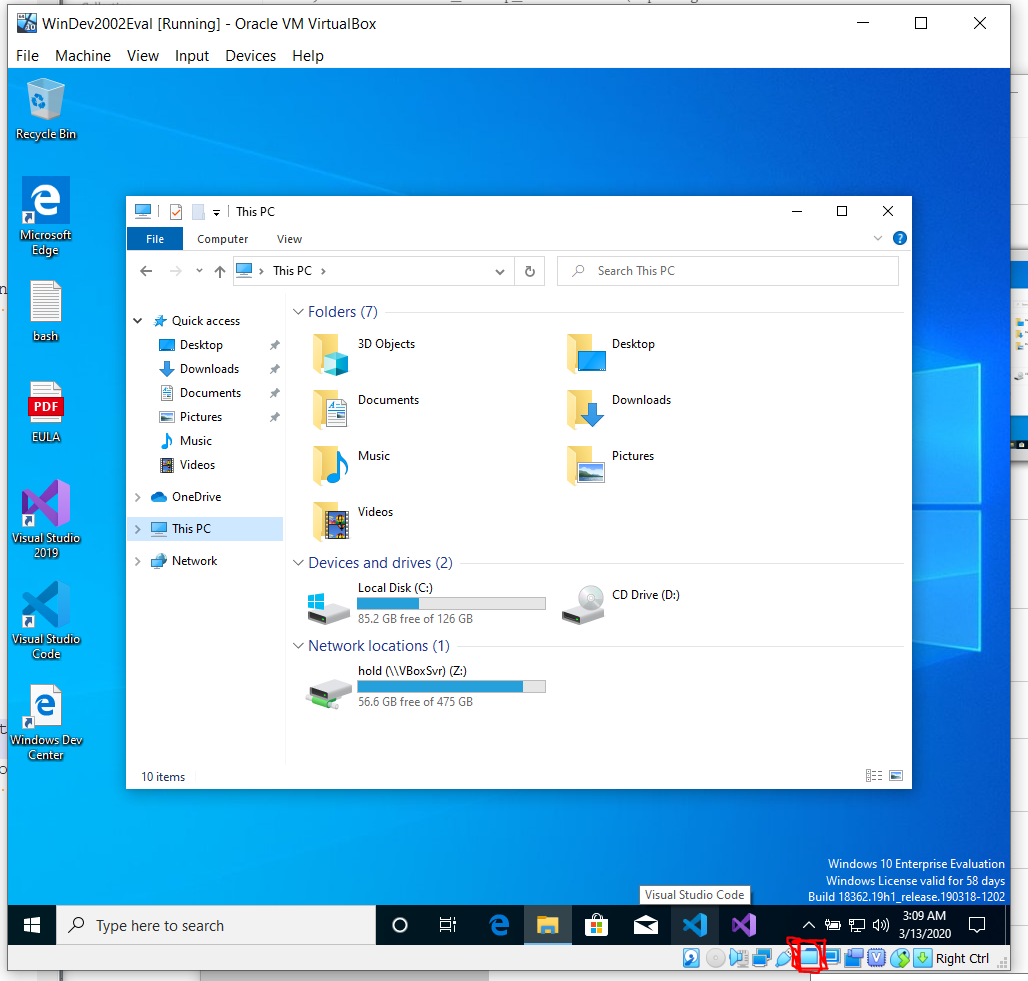 WinDev2002Eval [Running] - Oracle VM VirtualBox
File Machine View Input Devices Help
Recycle Bin
Microsoft
Edge
bash
PDF
EULA
Visual Studio
2019
Visual Studio
Code
Windows Dev
Center
This PC
File Computer View
This PC
Search This PC
Quick access
Desktop
Downloads
Documents
Pictures
Music
Videos
OneDrive
This PC
Network
Folders (7)
3D Objects
Desktop
Documents
Downloads
Music
Pictures
Videos
Devices and drives (2)
Local Disk (C:)
85.2 GB free of 126 GB
CD Drive (D:)
Network locations (1)
hold (\\VBoxSvr) (Z:)
56.6 GB free of 475 GB
10 items
Windows 10 Enterprise Evaluation
Windows License valid for 58 days
Build 18362.19h1_release.190318-1202
Visual Studio Code
Type here to search
3:09 AM
3/13/2020
Right Ctrl